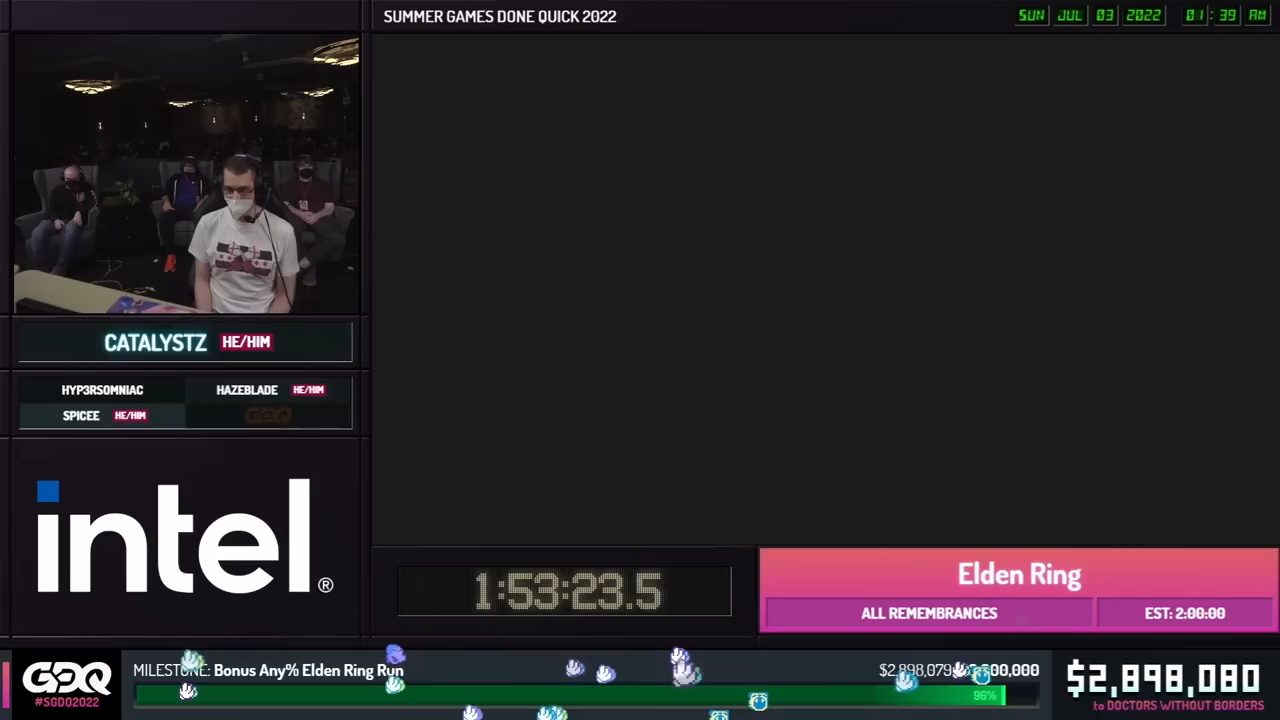 SUMMER GAMES DONE QUICK 2022
SUN JUL 03 2022 01:39 AM
CATALYSTZ HE/HIM
HYP3RSOMNIAC
HAZEBLADE HE/HIM
SPICEE HE/HIM
GDQ
intel®
1:53:23.5
Elden Ring
ALL REMEMBRANCES
EST: 2:00:00
GDQ
#SGDQ2022
MILESTONE: Bonus Any% Elden Ring Run
96%
$2,898,080
to DOCTORS WITHOUT BORDERS